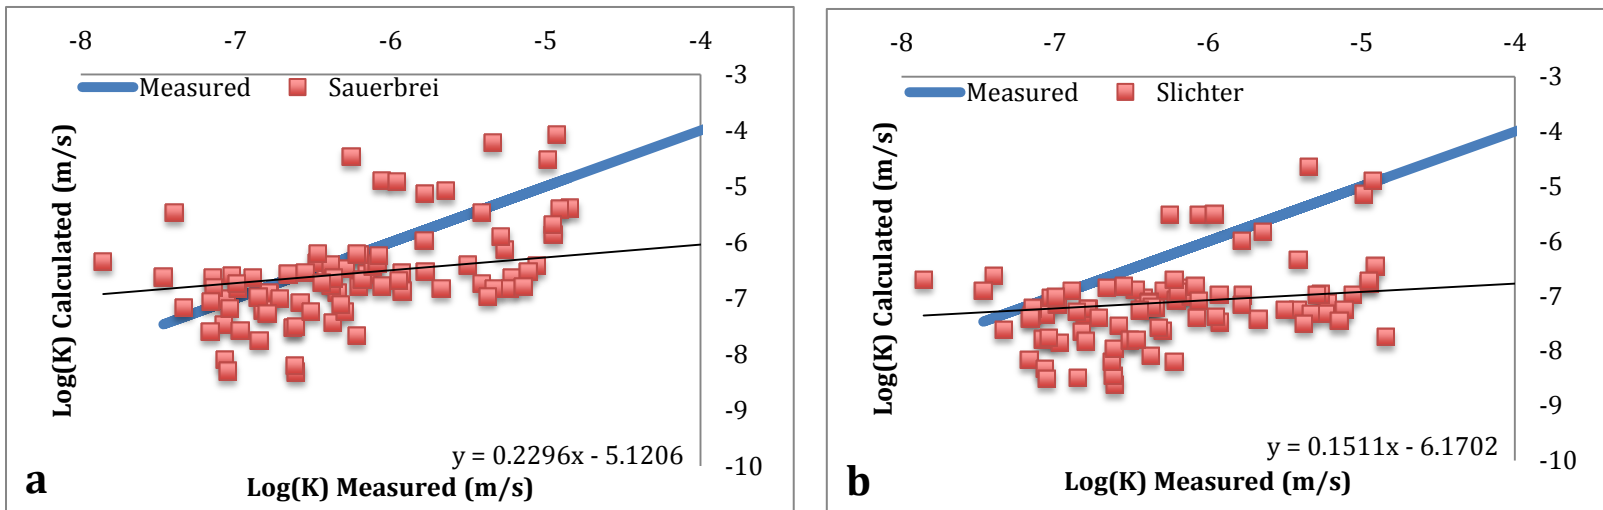 -8 -7 -6 -5 -4
-3
-4
-5
-6
-7
-8
-9
-10
Measured Sauerbrei
Log(K) Calculated (m/s)
y = 0.2296x - 5.1206
Log(K) Measured (m/s)
a
-8 -7 -6 -5 -4
-3
-4
-5
-6
-7
-8
-9
-10
Measured Slichter
Log(K) Calculated (m/s)
y = 0.1511x - 6.1702
Log(K) Measured (m/s)
b